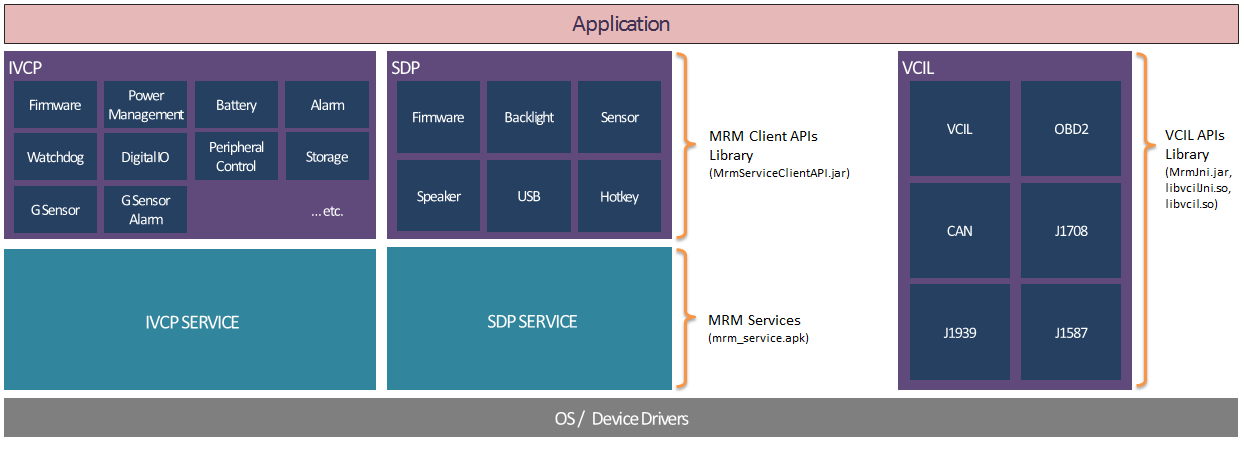 Application
IVCP
Firmware
Power
Management
Battery
Alarm
Watchdog
Digital IO
Peripheral
Control
Storage
G Sensor
G Sensor
Alarm
... etc.
SDP
Firmware
Backlight
Sensor
Speaker
USB
Hotkey
MRM Client APIs
Library
(MrmServiceClientAPI.jar)
VCIL
VCIL
OBD2
CAN
J1708
J1939
J1587
VCIL APIs
Library
(MrmJni.jar,
libvcilJni.so,
libvcil.so)
IVCP SERVICE
SDP SERVICE
MRM Services
(mrm_service.apk)
OS / Device Drivers